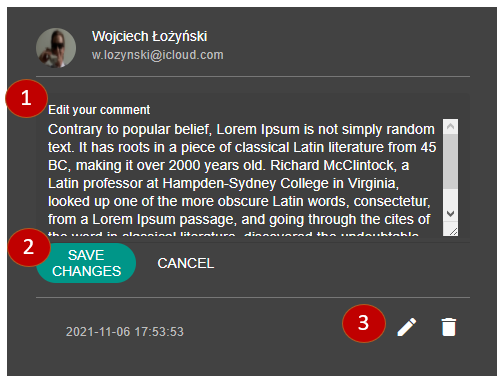 Wojciech Łożyński
w.lozynski@icloud.com
1
Edit your comment
Contrary to popular belief, Lorem Ipsum is not simply random
text. It has roots in a piece of classical Latin literature from 45
BC, making it over 2000 years old. Richard McClintock, a
Latin professor at Hampden-Sydney College in Virginia,
looked up one of the more obscure Latin words, consectetur,
from a Lorem Ipsum passage, and going through the cites of
the word in classical literature, discovered the undoubtable
2
SAVE
CHANGES
CANCEL
2021-11-06 17:53:53
3